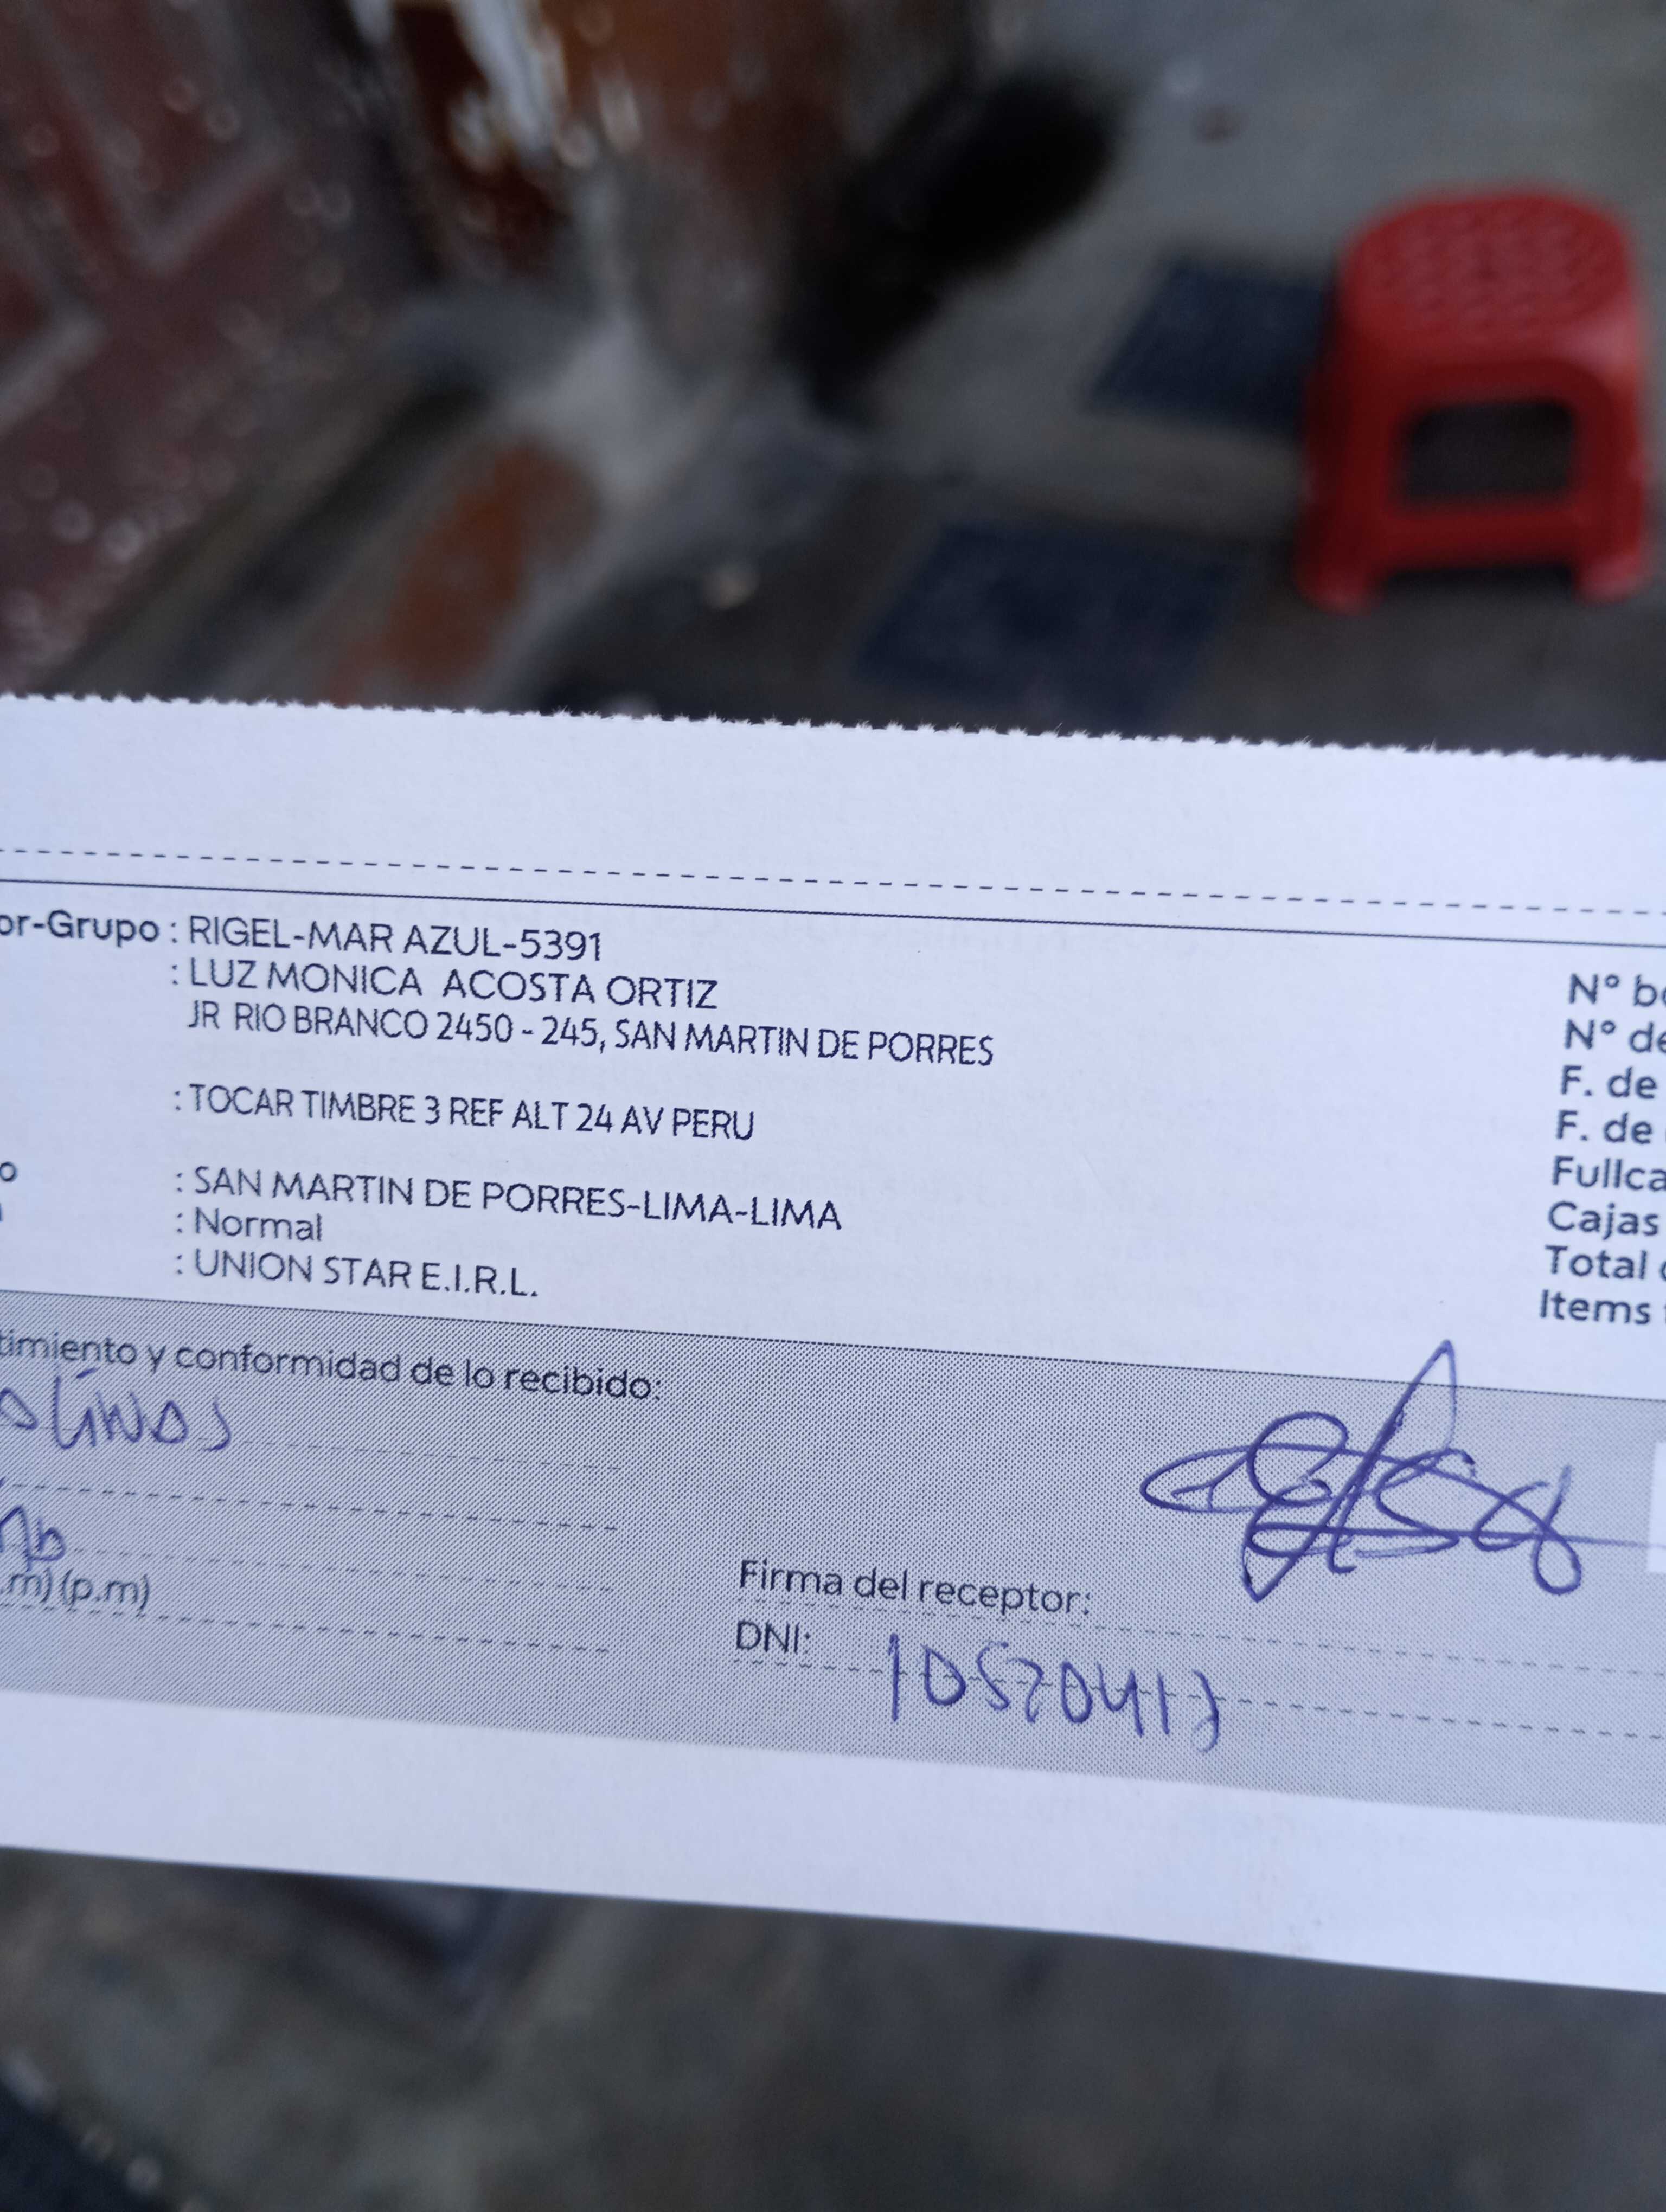 or-Grupo : RIGEL-MAR AZUL-5391
: LUZ MONICA ACOSTA ORTIZ
JR RIO BRANCO 2450 - 245, SAN MARTIN DE PORRES
: TOCAR TIMBRE 3 REF ALT 24 AV PERU
: SAN MARTIN DE PORRES-LIMA-LIMA
: Normal
: UNION STAR E.I.R.L.
N° b
N° de
F. de
F. de
Fullca
Cajas
Total
Items
timiento y conformidad de lo recibido:
.m) (p.m)
Firma del receptor:
DNI: 10520417